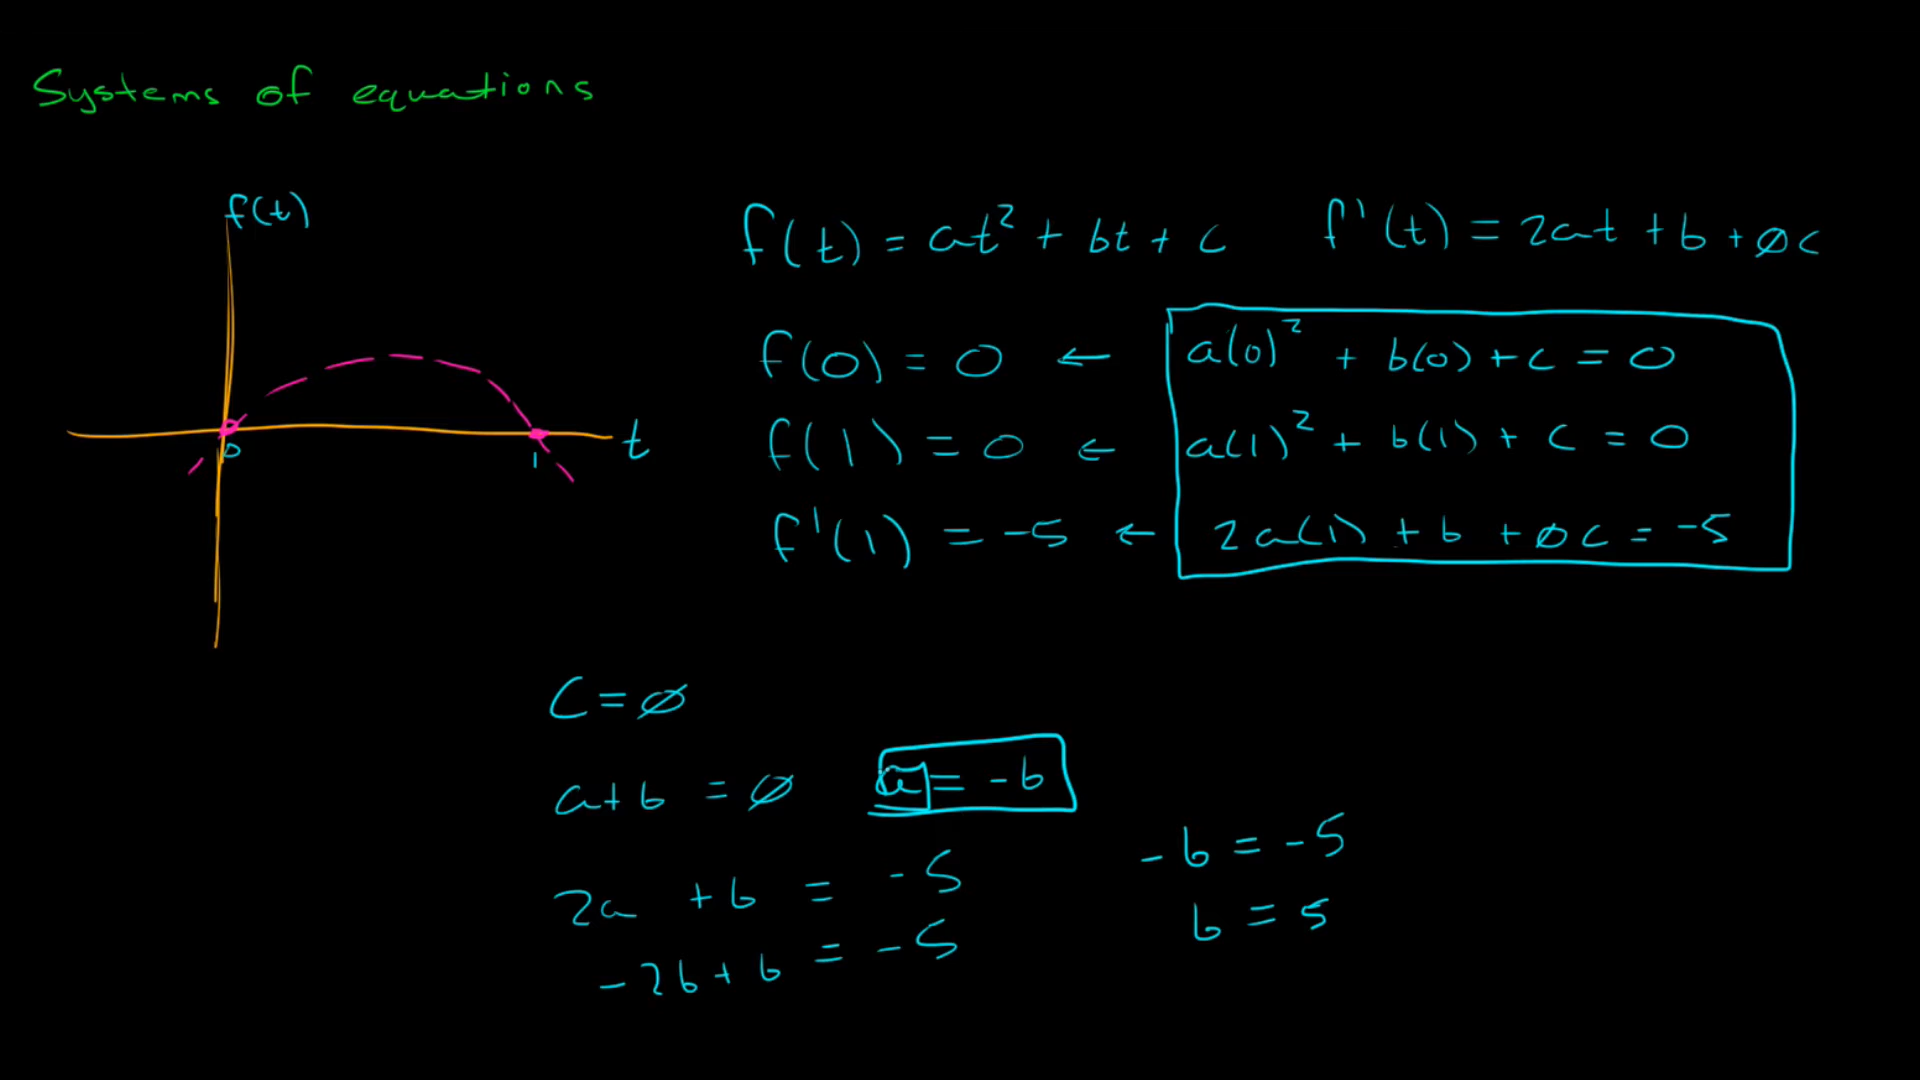 Systems of equations
f(t)
t
0
1
f(t) = at² + bt + c
f'(t) = 2at + b + 0c
f(0) = 0 ← a(0)² + b(0) + c = 0
f(1) = 0 ← a(1)² + b(1) + c = 0
f'(1) = -5 ← 2a(1) + b + 0c = -5
C = 0
a + b = 0
a = -b
2a + b = -5
-2b + b = -5
-b = -5
b = 5